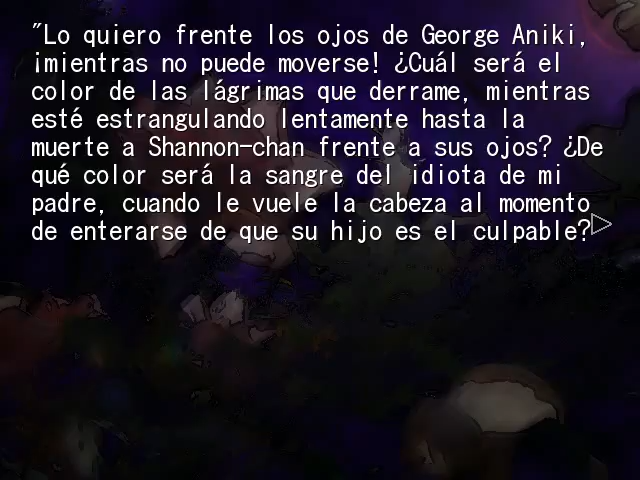 "Lo quiero frente los ojos de George Aniki,
¡mientras no puede moverse! ¿Cuál será el
color de las lágrimas que derrame, mientras
esté estrangulando lentamente hasta la
muerte a Shannon-chan frente a sus ojos? ¿De
qué color será la sangre del idiota de mi
padre, cuando le vuele la cabeza al momento
de enterarse de que su hijo es el culpable?